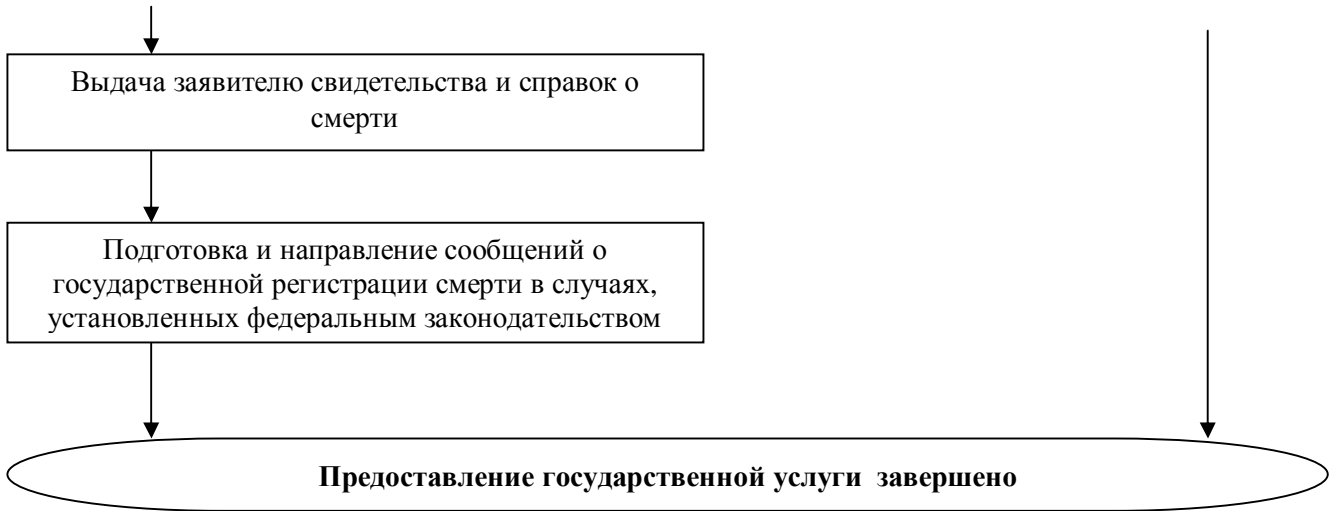 Выдача заявителю свидетельства и справок о
смерти
Подготовка и направление сообщений о
государственной регистрации смерти в случаях,
установленных федеральным законодательством
Предоставление государственной услуги  завершено